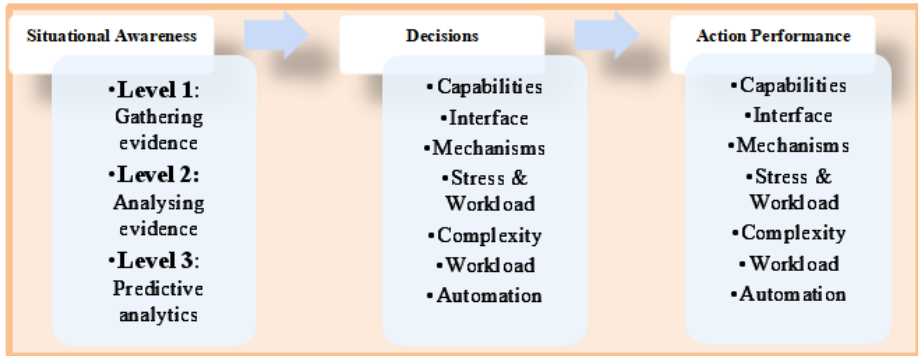 Situational Awareness
•Level 1:
Gathering
evidence
•Level 2:
Analysing
evidence
•Level 3:
Predictive
analytics
Decisions
•Capabilities
•Interface
•Mechanisms
•Stress &
Workload
•Complexity
•Workload
•Automation
Action Performance
•Capabilities
•Interface
•Mechanisms
•Stress &
Workload
•Complexity
•Workload
•Automation